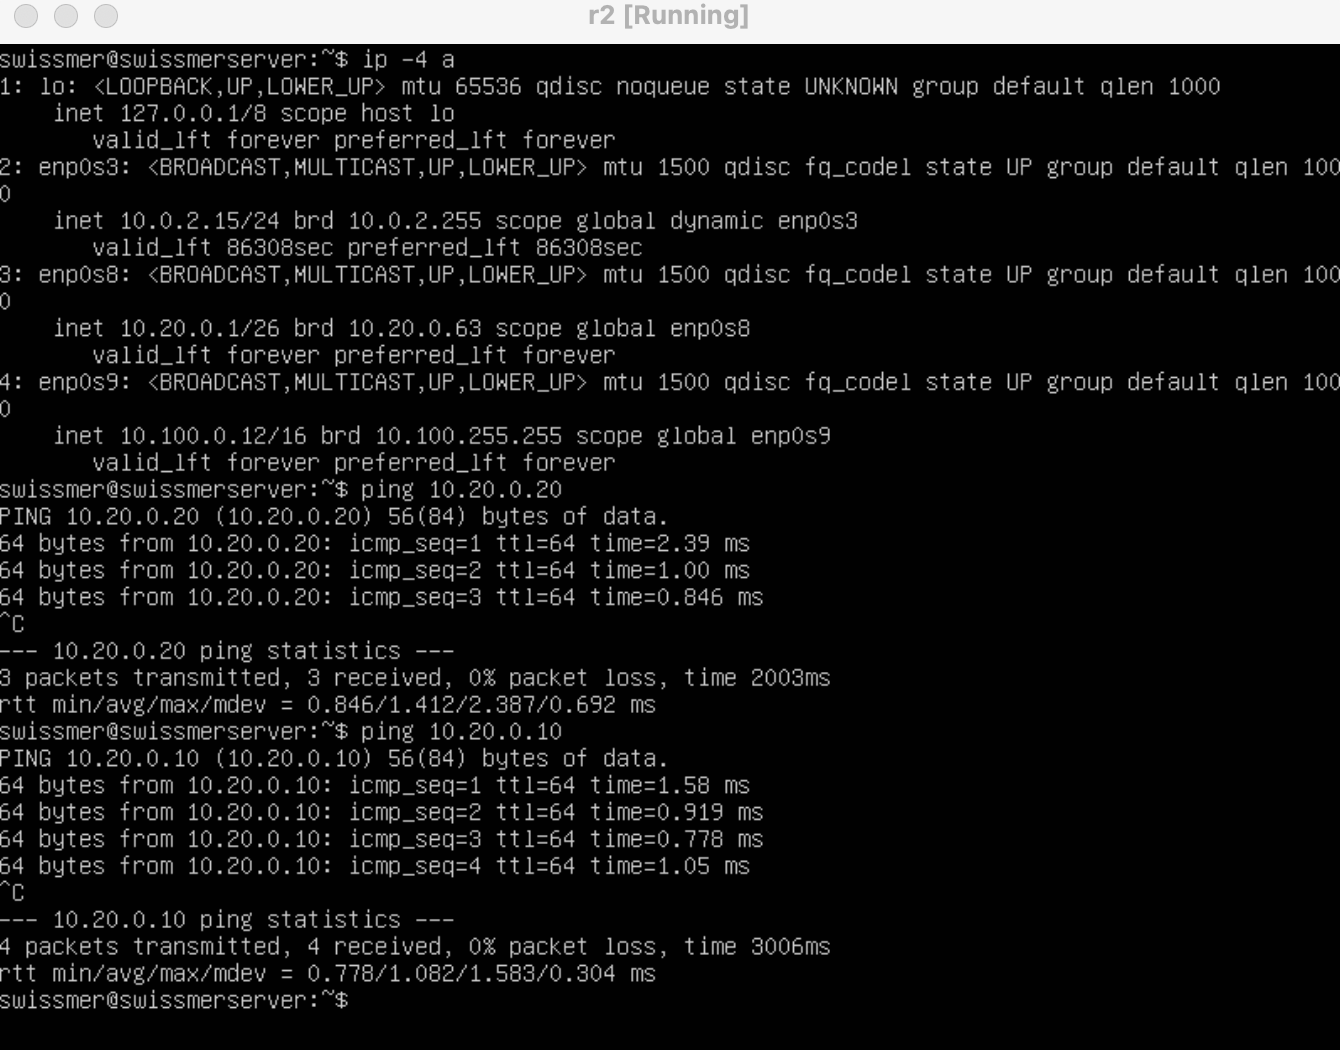 r2 [Running]
swissmer@swissmerserver:~$ ip -4 a
1: lo: <LOOPBACK,UP,LOWER_UP> mtu 65536 qdisc noqueue state UNKNOWN group default qlen 1000
    inet 127.0.0.1/8 scope host lo
       valid_lft forever preferred_lft forever
2: enp0s3: <BROADCAST,MULTICAST,UP,LOWER_UP> mtu 1500 qdisc fq_codel state UP group default qlen 100
0
    inet 10.0.2.15/24 brd 10.0.2.255 scope global dynamic enp0s3
       valid_lft 86308sec preferred_lft 86308sec
3: enp0s8: <BROADCAST,MULTICAST,UP,LOWER_UP> mtu 1500 qdisc fq_codel state UP group default qlen 100
0
    inet 10.20.0.1/26 brd 10.20.0.63 scope global enp0s8
       valid_lft forever preferred_lft forever
4: enp0s9: <BROADCAST,MULTICAST,UP,LOWER_UP> mtu 1500 qdisc fq_codel state UP group default qlen 100
0
    inet 10.100.0.12/16 brd 10.100.255.255 scope global enp0s9
       valid_lft forever preferred_lft forever
swissmer@swissmerserver:~$ ping 10.20.0.20
PING 10.20.0.20 (10.20.0.20) 56(84) bytes of data.
64 bytes from 10.20.0.20: icmp_seq=1 ttl=64 time=2.39 ms
64 bytes from 10.20.0.20: icmp_seq=2 ttl=64 time=1.00 ms
64 bytes from 10.20.0.20: icmp_seq=3 ttl=64 time=0.846 ms
^C
--- 10.20.0.20 ping statistics ---
3 packets transmitted, 3 received, 0% packet loss, time 2003ms
rtt min/avg/max/mdev = 0.846/1.412/2.387/0.692 ms
swissmer@swissmerserver:~$ ping 10.20.0.10
PING 10.20.0.10 (10.20.0.10) 56(84) bytes of data.
64 bytes from 10.20.0.10: icmp_seq=1 ttl=64 time=1.58 ms
64 bytes from 10.20.0.10: icmp_seq=2 ttl=64 time=0.919 ms
64 bytes from 10.20.0.10: icmp_seq=3 ttl=64 time=0.778 ms
64 bytes from 10.20.0.10: icmp_seq=4 ttl=64 time=1.05 ms
^C
--- 10.20.0.10 ping statistics ---
4 packets transmitted, 4 received, 0% packet loss, time 3006ms
rtt min/avg/max/mdev = 0.778/1.082/1.583/0.304 ms
swissmer@swissmerserver:~$